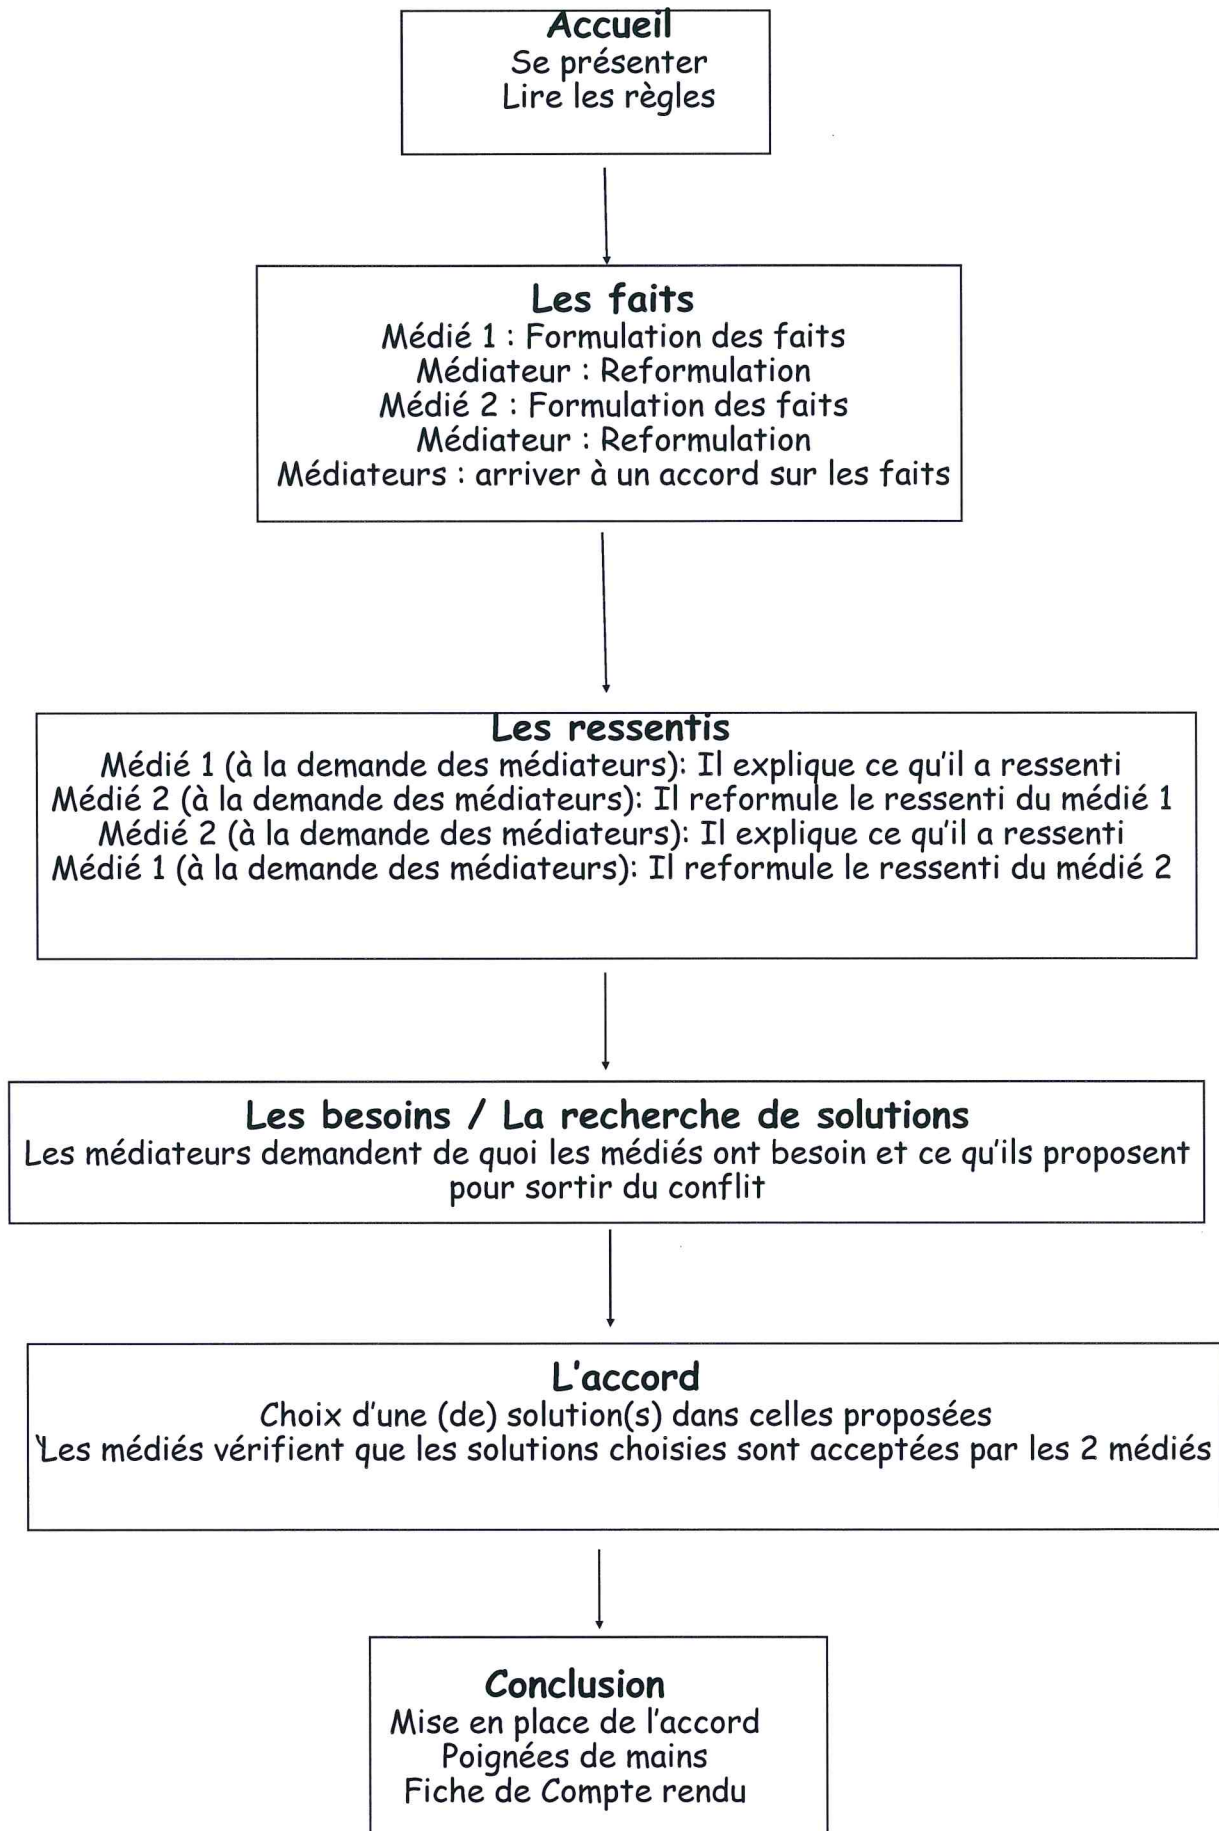 Accueil
Se présenter
Lire les règles
Les faits
Médié 1 : Formulation des faits
Médiateur : Reformulation
Médié 2 : Formulation des faits
Médiateur : Reformulation
Médiateurs : arriver à un accord sur les faits
Les ressentis
Médié 1 (à la demande des médiateurs): Il explique ce qu'il a ressenti
Médié 2 (à la demande des médiateurs): Il reformule le ressenti du médié 1
Médié 2 (à la demande des médiateurs): Il explique ce qu'il a ressenti
Médié 1 (à la demande des médiateurs): Il reformule le ressenti du médié 2
Les besoins / La recherche de solutions
Les médiateurs demandent de quoi les médiés ont besoin et ce qu'ils proposent
pour sortir du conflit
L'accord
Choix d'une (de) solution(s) dans celles proposées
Les médiés vérifient que les solutions choisies sont acceptées par les 2 médiés
Conclusion
Mise en place de l'accord
Poignées de mains
Fiche de Compte rendu